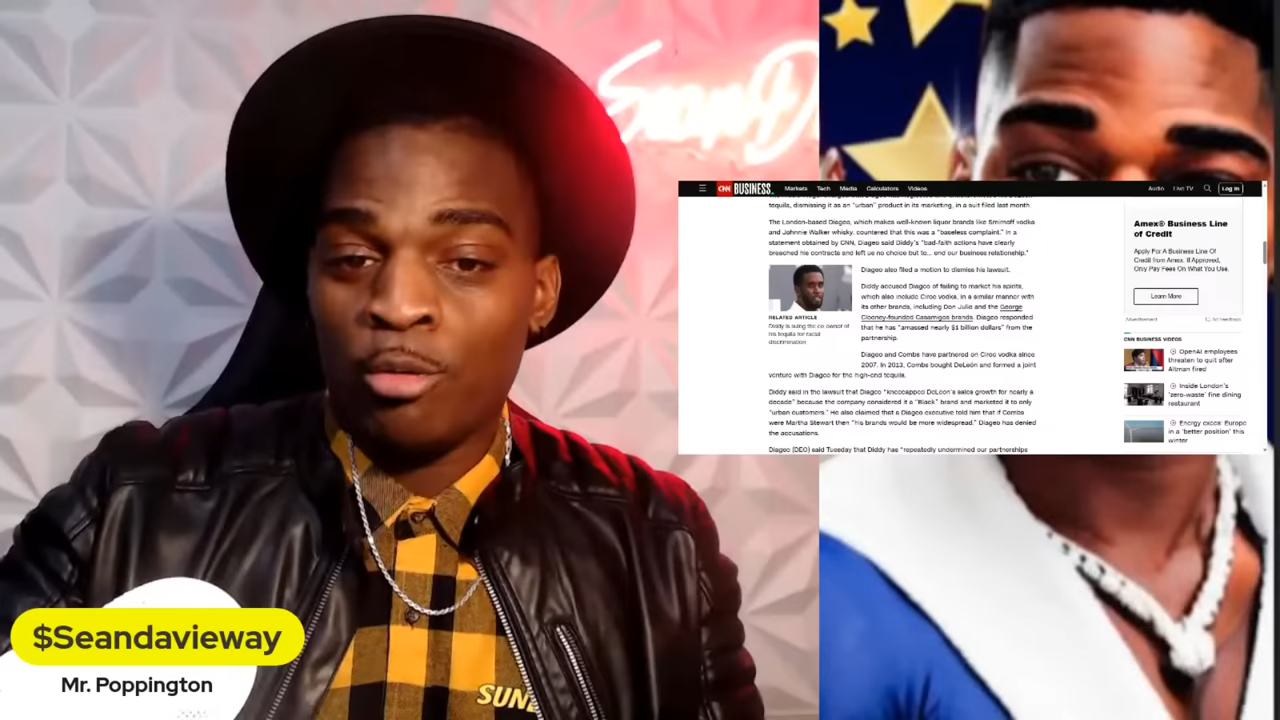 SeanD
$Seandavieway
Mr. Poppington
SUN
CNN BUSINESS Markets Tech Media Calculators Videos Audio Live TV Log In
tequila, dismissing it as an "urban" product in its marketing, in a suit filed last month.
The London-based Diageo, which makes well-known liquor brands like Smirnoff vodka
and Johnnie Walker whisky, countered that this was a "baseless complaint." In a
statement obtained by CNN, Diageo said Diddy's "bad-faith actions have clearly
breached his contracts and left us no choice but to... end our business relationship."
Diageo also filed a motion to dismiss his lawsuit.
Diddy accused Diageo of failing to market his spirits,
which also include Ciroc vodka, in a similar manner with
its other brands, including Don Julio and the George
Clooney-founded Casamigos brands. Diageo responded
that he has "amassed nearly $1 billion dollars" from the
partnership.
RELATED ARTICLE
Diddy is suing the co-owner of
his tequila for racial
discrimination
Diageo and Combs have partnered on Ciroc vodka since
2007. In 2013, Combs bought DeLeón and formed a joint
venture with Diageo for the high-end tequila.
Diddy said in the lawsuit that Diageo "kneecapped DeLeon's sales growth for nearly a
decade" because the company considered it a "Black" brand and marketed it to only
"urban customers." He also claimed that a Diageo executive told him that if Combs
were Martha Stewart then "his brands would be more widespread." Diageo has denied
the accusations.
Diageo (DEO) said Tuesday that Diddy has "repeatedly undermined our partnerships
Amex® Business Line
of Credit
Apply For A Business Line Of
Credit from Amex. If Approved,
Only Pay Fees On What You Use.
Learn More
Advertisement
Ad Feedback
CNN BUSINESS VIDEOS
OpenAI employees
threaten to quit after
Altman fired
Inside London's
'zero-waste' fine dining
restaurant
Energy crisis: Europe
in a 'better position' this
winter